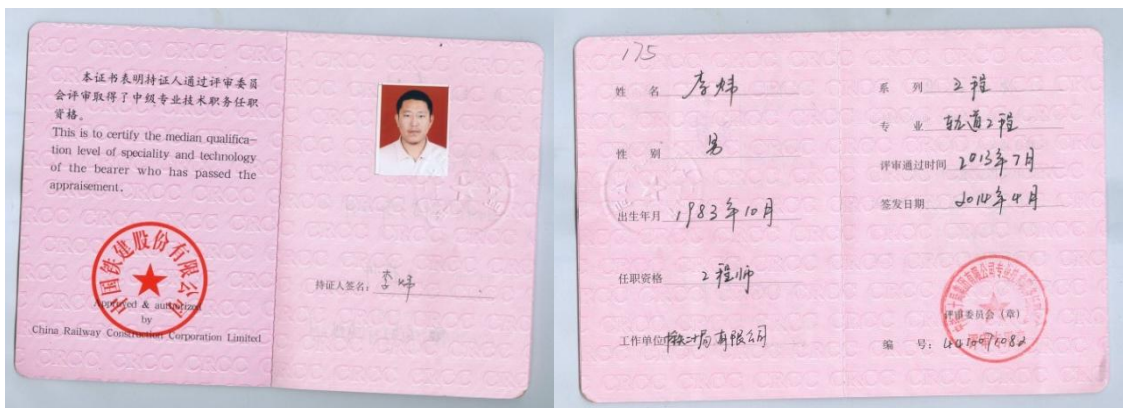 本证书表明持证人通过评审委员
会评审取得了中级专业技术职务任职
资格。
This is to certify the median qualifica-
tion level of speciality and technology
of the bearer who has passed the
appraisement.
中国铁建股份有限公司
Approved & authorized
by
China Railway Construction Corporation Limited
持证人签名：李炜
175
姓 名 李炜
性 别 男
出生年月 1983年10月
任职资格 工程师
工作单位 有限公司
系 列 工程
专 业 轨道工程
评审通过时间 2013年7月
签发日期 2014年4月
评审委员会（章）
编 号：